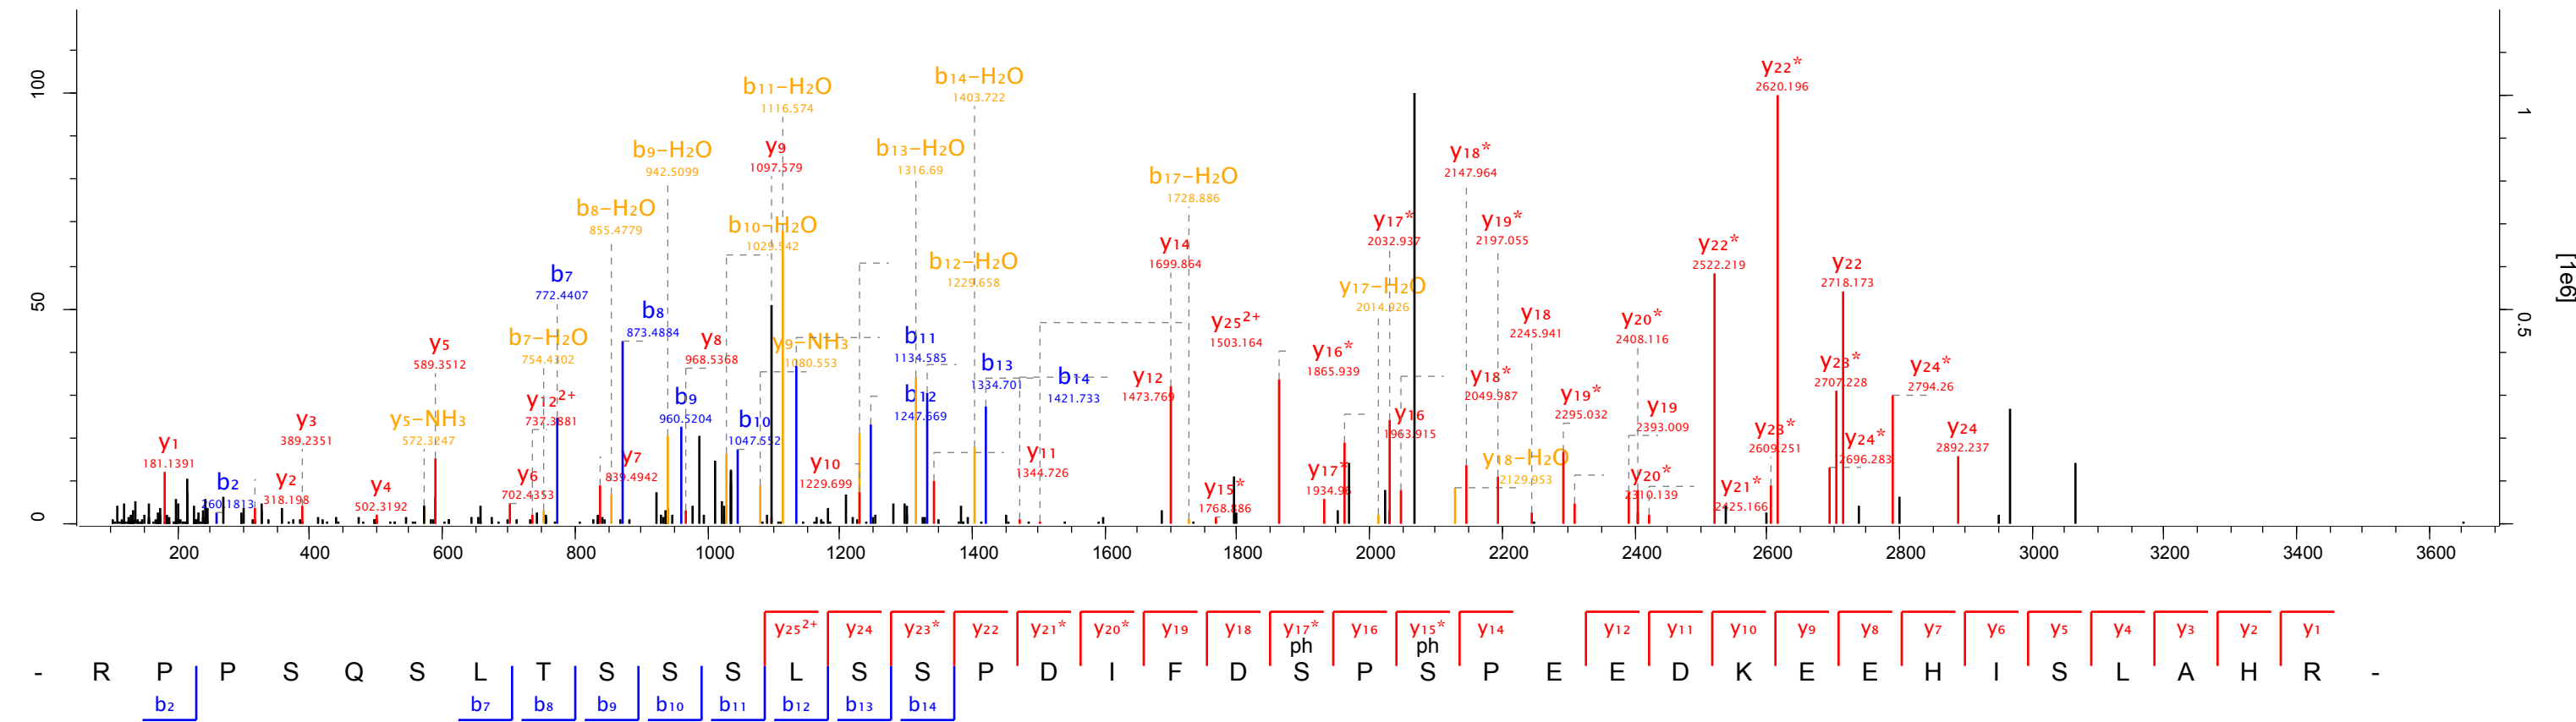 y₂₂*
2620.196
b₁₄–H₂O
1403.722
b₁₁–H₂O
1116.574
b₉–H₂O
942.5099
y₉
1097.579
b₁₃–H₂O
1316.69
y₁₈*
2147.964
b₁₇–H₂O
1728.886
b₈–H₂O
855.4779
b₁₀–H₂O
1029.542
y₁₇*
2032.937
y₁₉*
2197.055
y₁₄
1699.864
y₂₂*
2522.219
b₇
772.4407
b₁₂–H₂O
1229.658
y₂₂
2718.173
y₁₇–H₂O
2014.926
b₈
873.4884
y₂₅²⁺
1503.164
y₁₈
2245.941
y₂₀*
2408.116
b₇–H₂O
754.4302
y₅
589.3512
y₈
968.5368
y₉–NH₃
1080.553
b₁₁
1134.585
y₁₆*
1865.939
b₁₃
1334.701
b₁₄
1421.733
y₁₂
1473.769
y₁₈*
2049.987
y₂₃*
2707.228
y₂₄*
2794.26
y₁₂²⁺
737.3881
b₉
960.5204
b₁₂
1247.669
y₁₉*
2295.032
y₃
389.2351
y₅–NH₃
572.3247
b₁₀
1047.552
y₁₆
1963.915
y₁₉
2393.009
y₁
181.1391
y₂₃*
2609.251
y₂₄*
2696.283
y₂₄
2892.237
y₇
839.4942
y₁₀
1229.699
y₁₁
1344.726
y₁₈–H₂O
2129.953
y₂
318.198
b₂
260.1813
y₄
502.3192
y₆
702.4353
y₁₅*
1768.886
y₁₇*
1934.96
y₂₀*
2310.139
y₂₁*
2425.166
100
50
0
1
0.5
[1e6]
200 400 600 800 1000 1200 1400 1600 1800 2000 2200 2400 2600 2800 3000 3200 3400 3600
y₂₅²⁺ y₂₄ y₂₃* y₂₂ y₂₁* y₂₀* y₁₉ y₁₈ y₁₇* y₁₆ y₁₅* y₁₄ y₁₂ y₁₁ y₁₀ y₉ y₈ y₇ y₆ y₅ y₄ y₃ y₂ y₁
ph ph
- R P P S Q S L T S S S L S S P D I F D S P S P E E D K E E H I S L A H R -
b₂ b₇ b₈ b₉ b₁₀ b₁₁ b₁₂ b₁₃ b₁₄